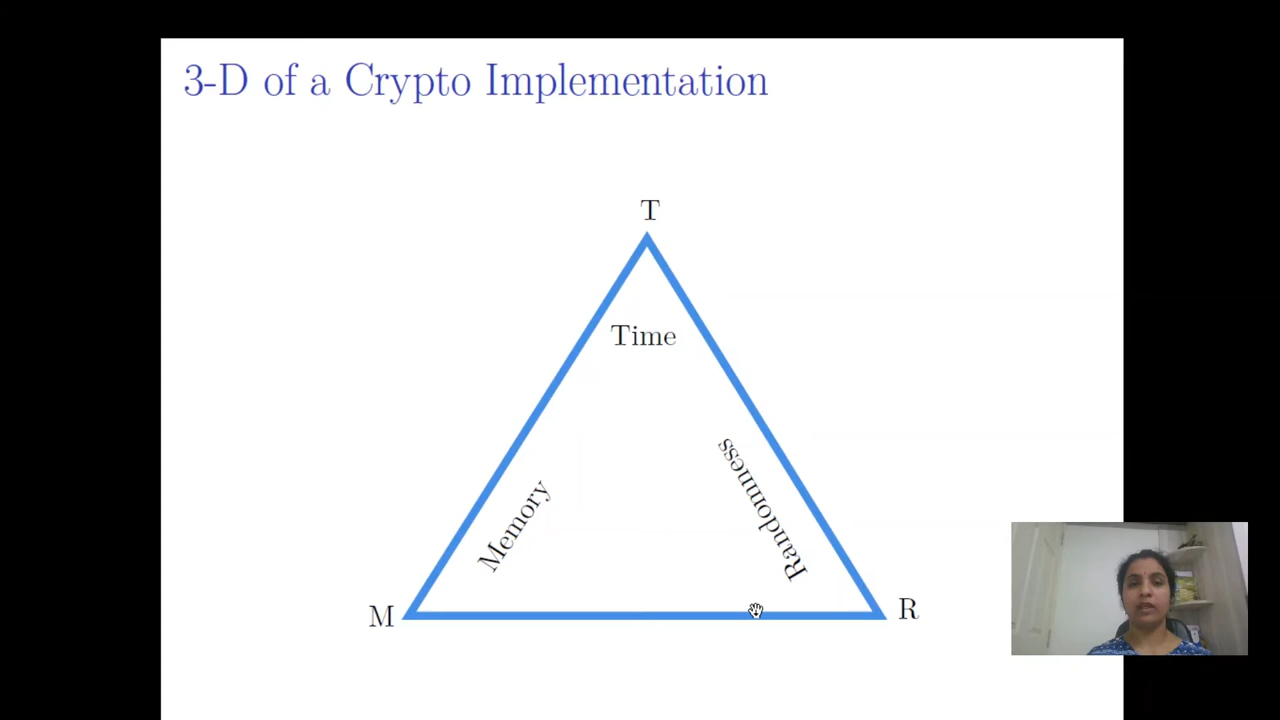 3-D of a Crypto Implementation
T
Time
Memory
Randomness
M
R